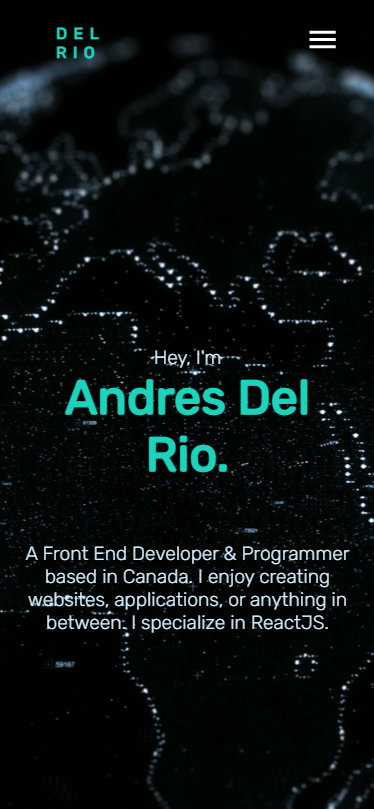 DEL
RIO
Hey, I'm
Andres Del
Rio.
A Front End Developer & Programmer
based in Canada. I enjoy creating
websites, applications, or anything in
between. I specialize in ReactJS.
59187